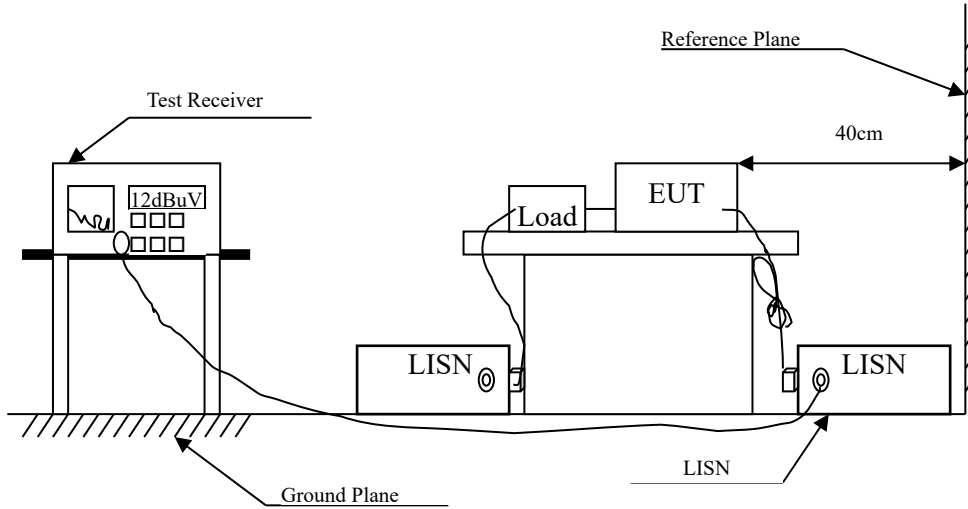 Reference Plane
Test Receiver
40cm
12dBuV
Load
EUT
LISN
LISN
LISN
Ground Plane